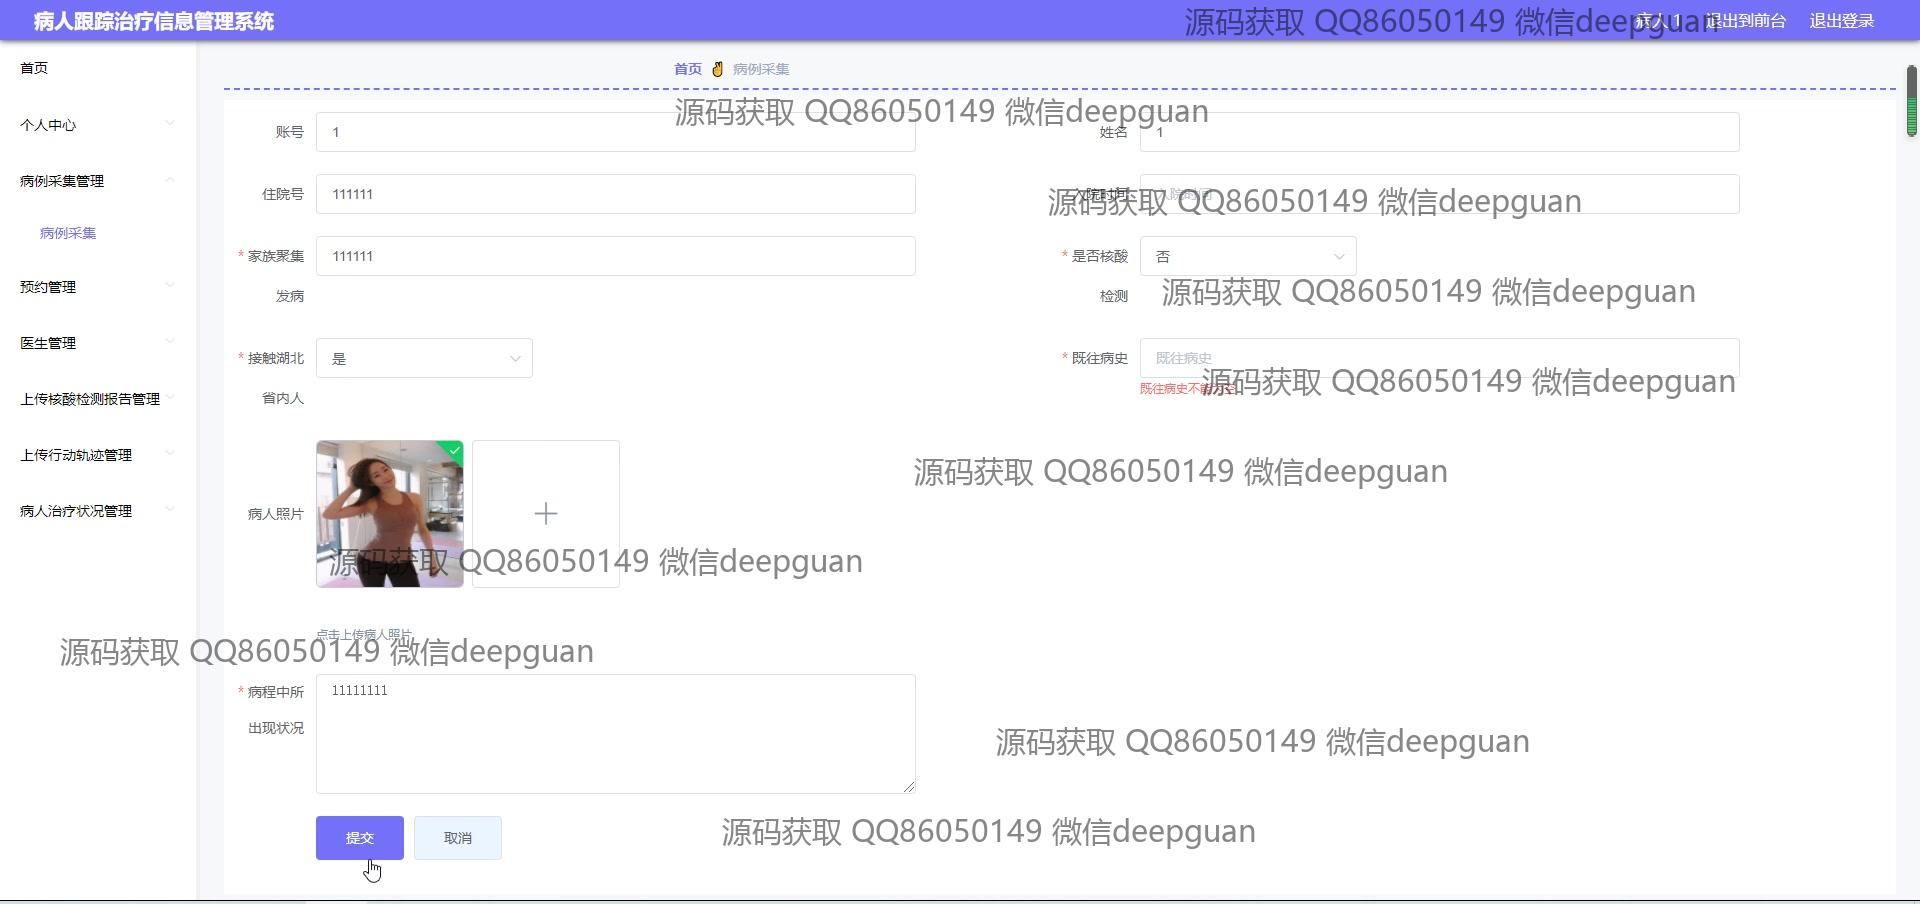 病人跟踪治疗信息管理系统
病人 1 退出到前台 退出登录
源码获取 QQ86050149 微信deepguan
首页
首页 病例采集
源码获取 QQ86050149 微信deepguan
个人中心
账号 1
姓名 1
病例采集管理
住院号 111111
入院时间 入院时间
源码获取 QQ86050149 微信deepguan
病例采集
* 家族聚集发病 111111
* 是否核酸检测 否
预约管理
源码获取 QQ86050149 微信deepguan
医生管理
* 接触湖北省内人 是
* 既往病史 既往病史
既往病史不能为空
源码获取 QQ86050149 微信deepguan
上传核酸检测报告管理
上传行动轨迹管理
源码获取 QQ86050149 微信deepguan
病人治疗状况管理
病人照片
源码获取 QQ86050149 微信deepguan
点击上传病人照片
源码获取 QQ86050149 微信deepguan
* 病程中所出现状况 11111111
源码获取 QQ86050149 微信deepguan
提交 取消
源码获取 QQ86050149 微信deepguan